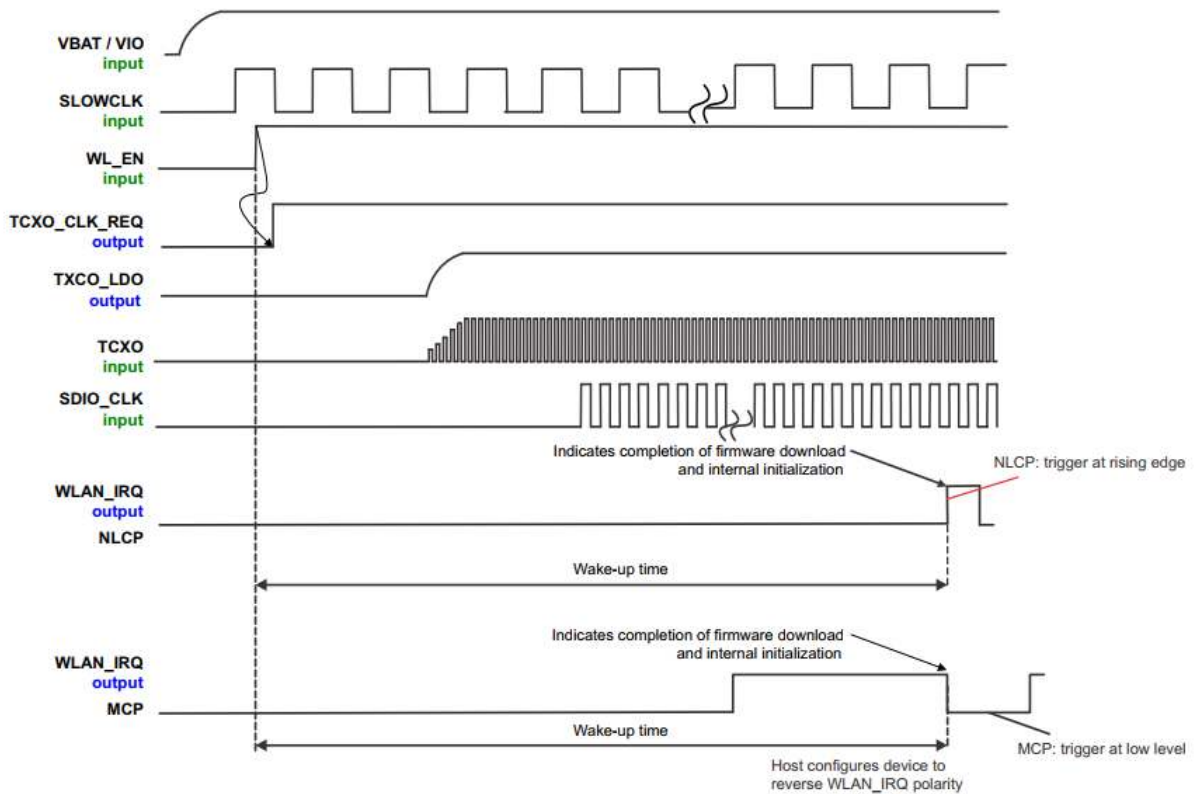 VBAT / VIO
input
SLOWCLK
input
WL_EN
input
TCXO_CLK_REQ
output
TXCO_LDO
output
TCXO
input
SDIO_CLK
input
Indicates completion of firmware download
and internal initialization
NLCP: trigger at rising edge
WLAN_IRQ
output
NLCP
Wake-up time
Indicates completion of firmware download
and internal initialization
WLAN_IRQ
output
MCP
Wake-up time
MCP: trigger at low level
Host configures device to
reverse WLAN_IRQ polarity